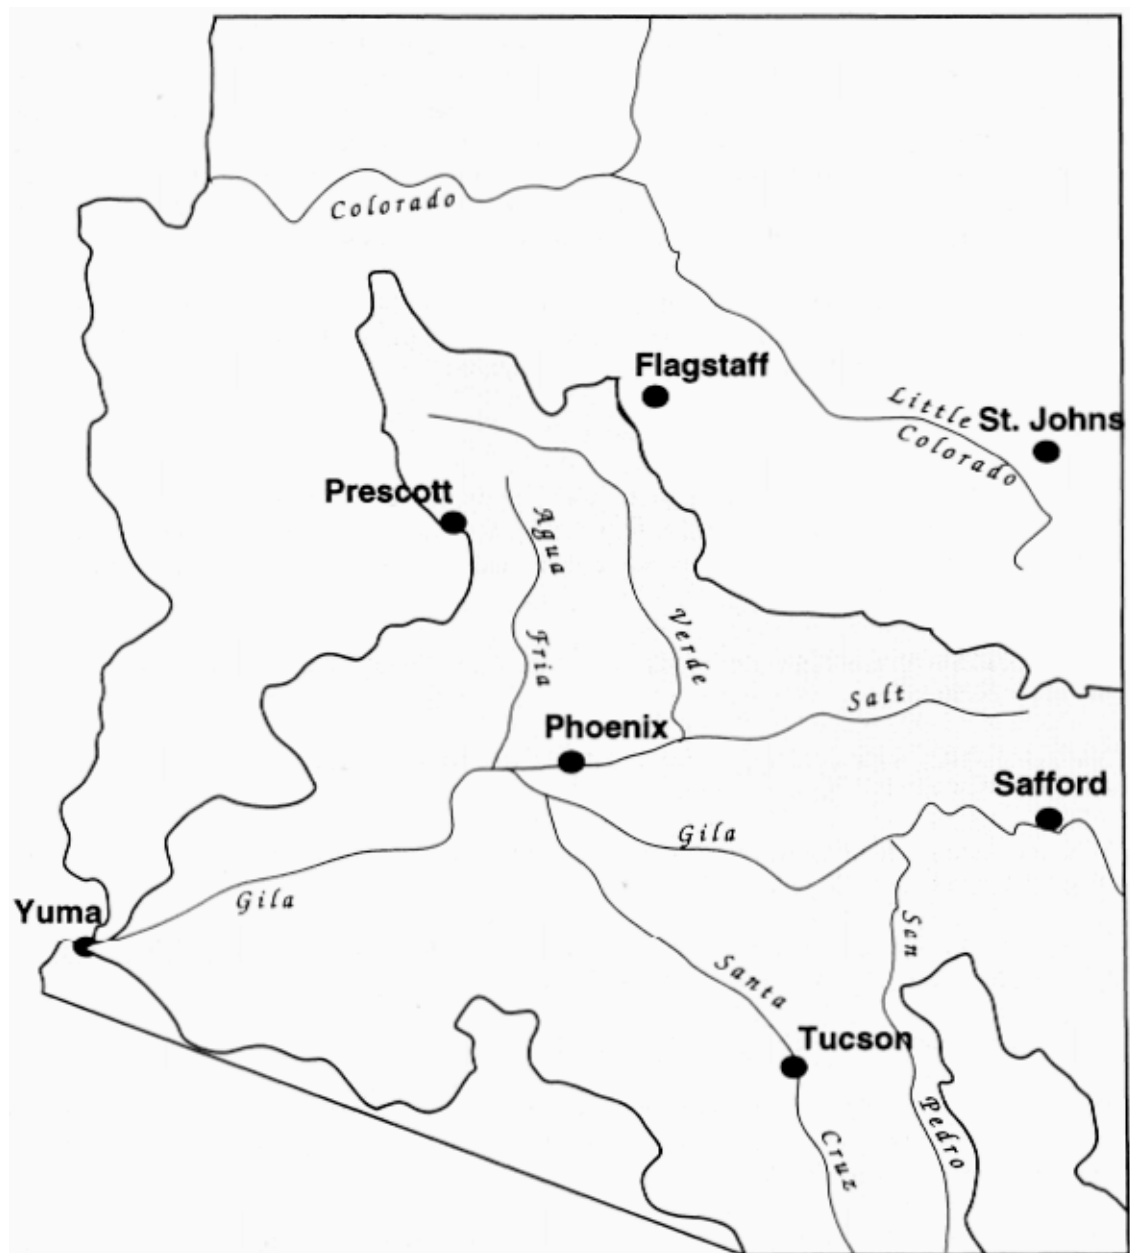 Colorado
Flagstaff
Little
Colorado
St. Johns
Prescott
Agua
Fria
Verde
Salt
Phoenix
Safford
Gila
Gila
Yuma
San
Pedro
Santa
Cruz
Tucson